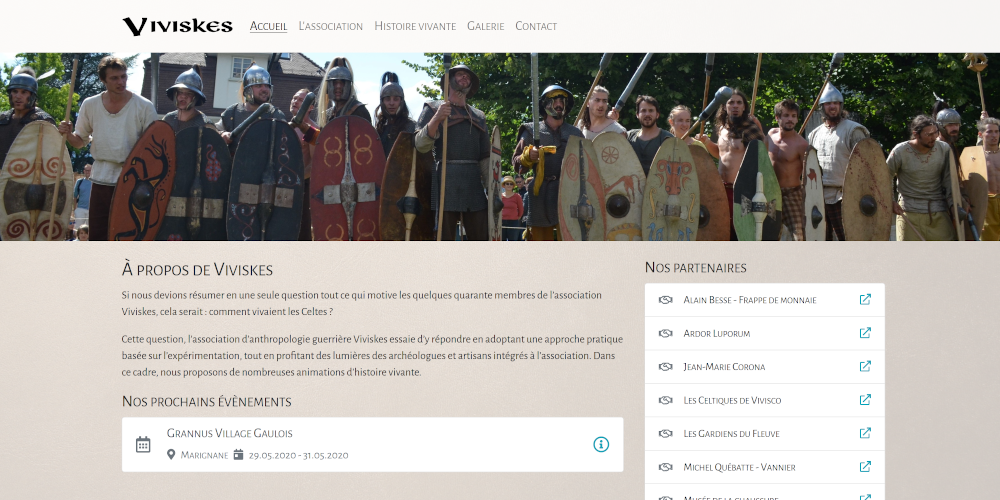 Viviskes
Accueil L'association Histoire vivante Galerie Contact
À propos de Viviskes
Si nous devions résumer en une seule question tout ce qui motive les quelques quarante membres de l'association
Viviskes, cela serait : comment vivaient les Celtes ?
Cette question, l'association d'anthropologie guerrière Viviskes essaie d'y répondre en adoptant une approche pratique
basée sur l'expérimentation, tout en profitant des lumières des archéologues et artisans intégrés à l'association. Dans
ce cadre, nous proposons de nombreuses animations d'histoire vivante.
Nos prochains évènements
Grannus Village Gaulois
Marignane 29.05.2020 - 31.05.2020
Nos partenaires
Alain Besse - Frappe de monnaie
Ardor Luporum
Jean-Marie Corona
Les Celtiques de Vivisco
Les Gardiens du Fleuve
Michel Québatte - Vannier
Musée de la chaussure